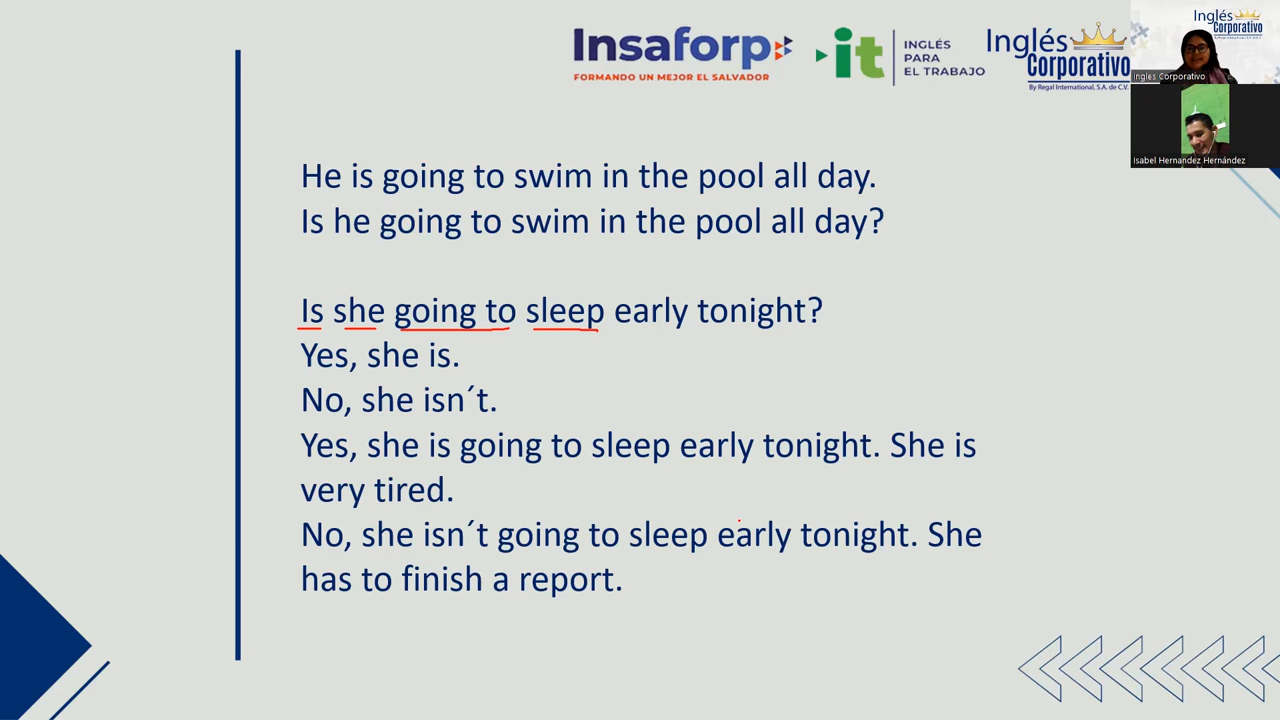 Insaforp
FORMANDO UN MEJOR EL SALVADOR
it
INGLÉS
PARA
EL TRABAJO
Inglés
Corporativo
By Regal International, S.A. de C.V.
Inglés
Corporativo
Ingles Corporativo
Isabel Hernandez Hernández
He is going to swim in the pool all day.
Is he going to swim in the pool all day?
Is she going to sleep early tonight?
Yes, she is.
No, she isn´t.
Yes, she is going to sleep early tonight. She is
very tired.
No, she isn´t going to sleep early tonight. She
has to finish a report.